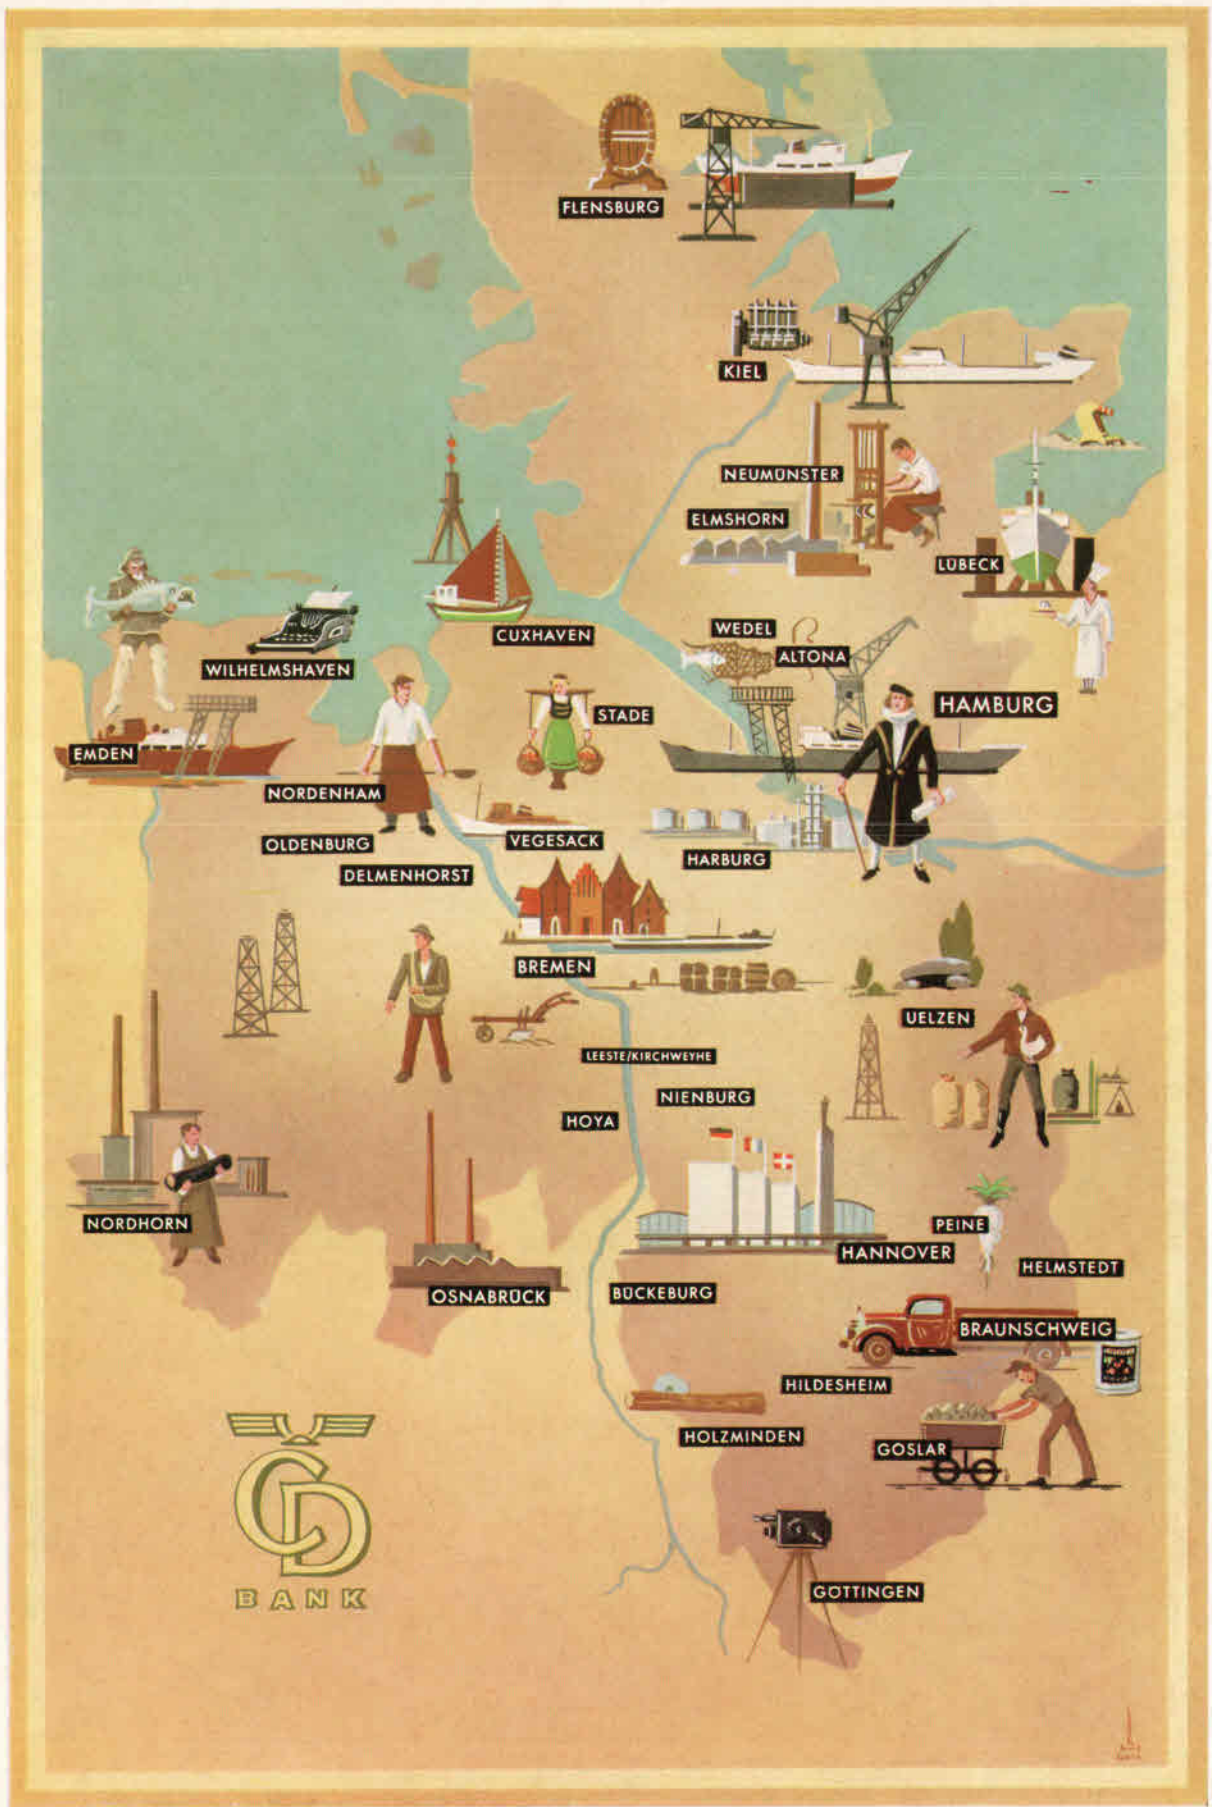 FLENSBURG
KIEL
NEUMÜNSTER
ELMSHORN
LÜBECK
CUXHAVEN
WEDEL
ALTONA
WILHELMSHAVEN
HAMBURG
STADE
EMDEN
NORDENHAM
OLDENBURG
VEGESACK
DELMENHORST
HARBURG
BREMEN
UELZEN
LEESTE/KIRCHWEYHE
NIENBURG
HOYA
NORDHORN
PEINE
HANNOVER
HELMSTEDT
OSNABRÜCK
BÜCKEBURG
BRAUNSCHWEIG
HILDESHEIM
HOLZMINDEN
GOSLAR
CD
BANK
GÖTTINGEN